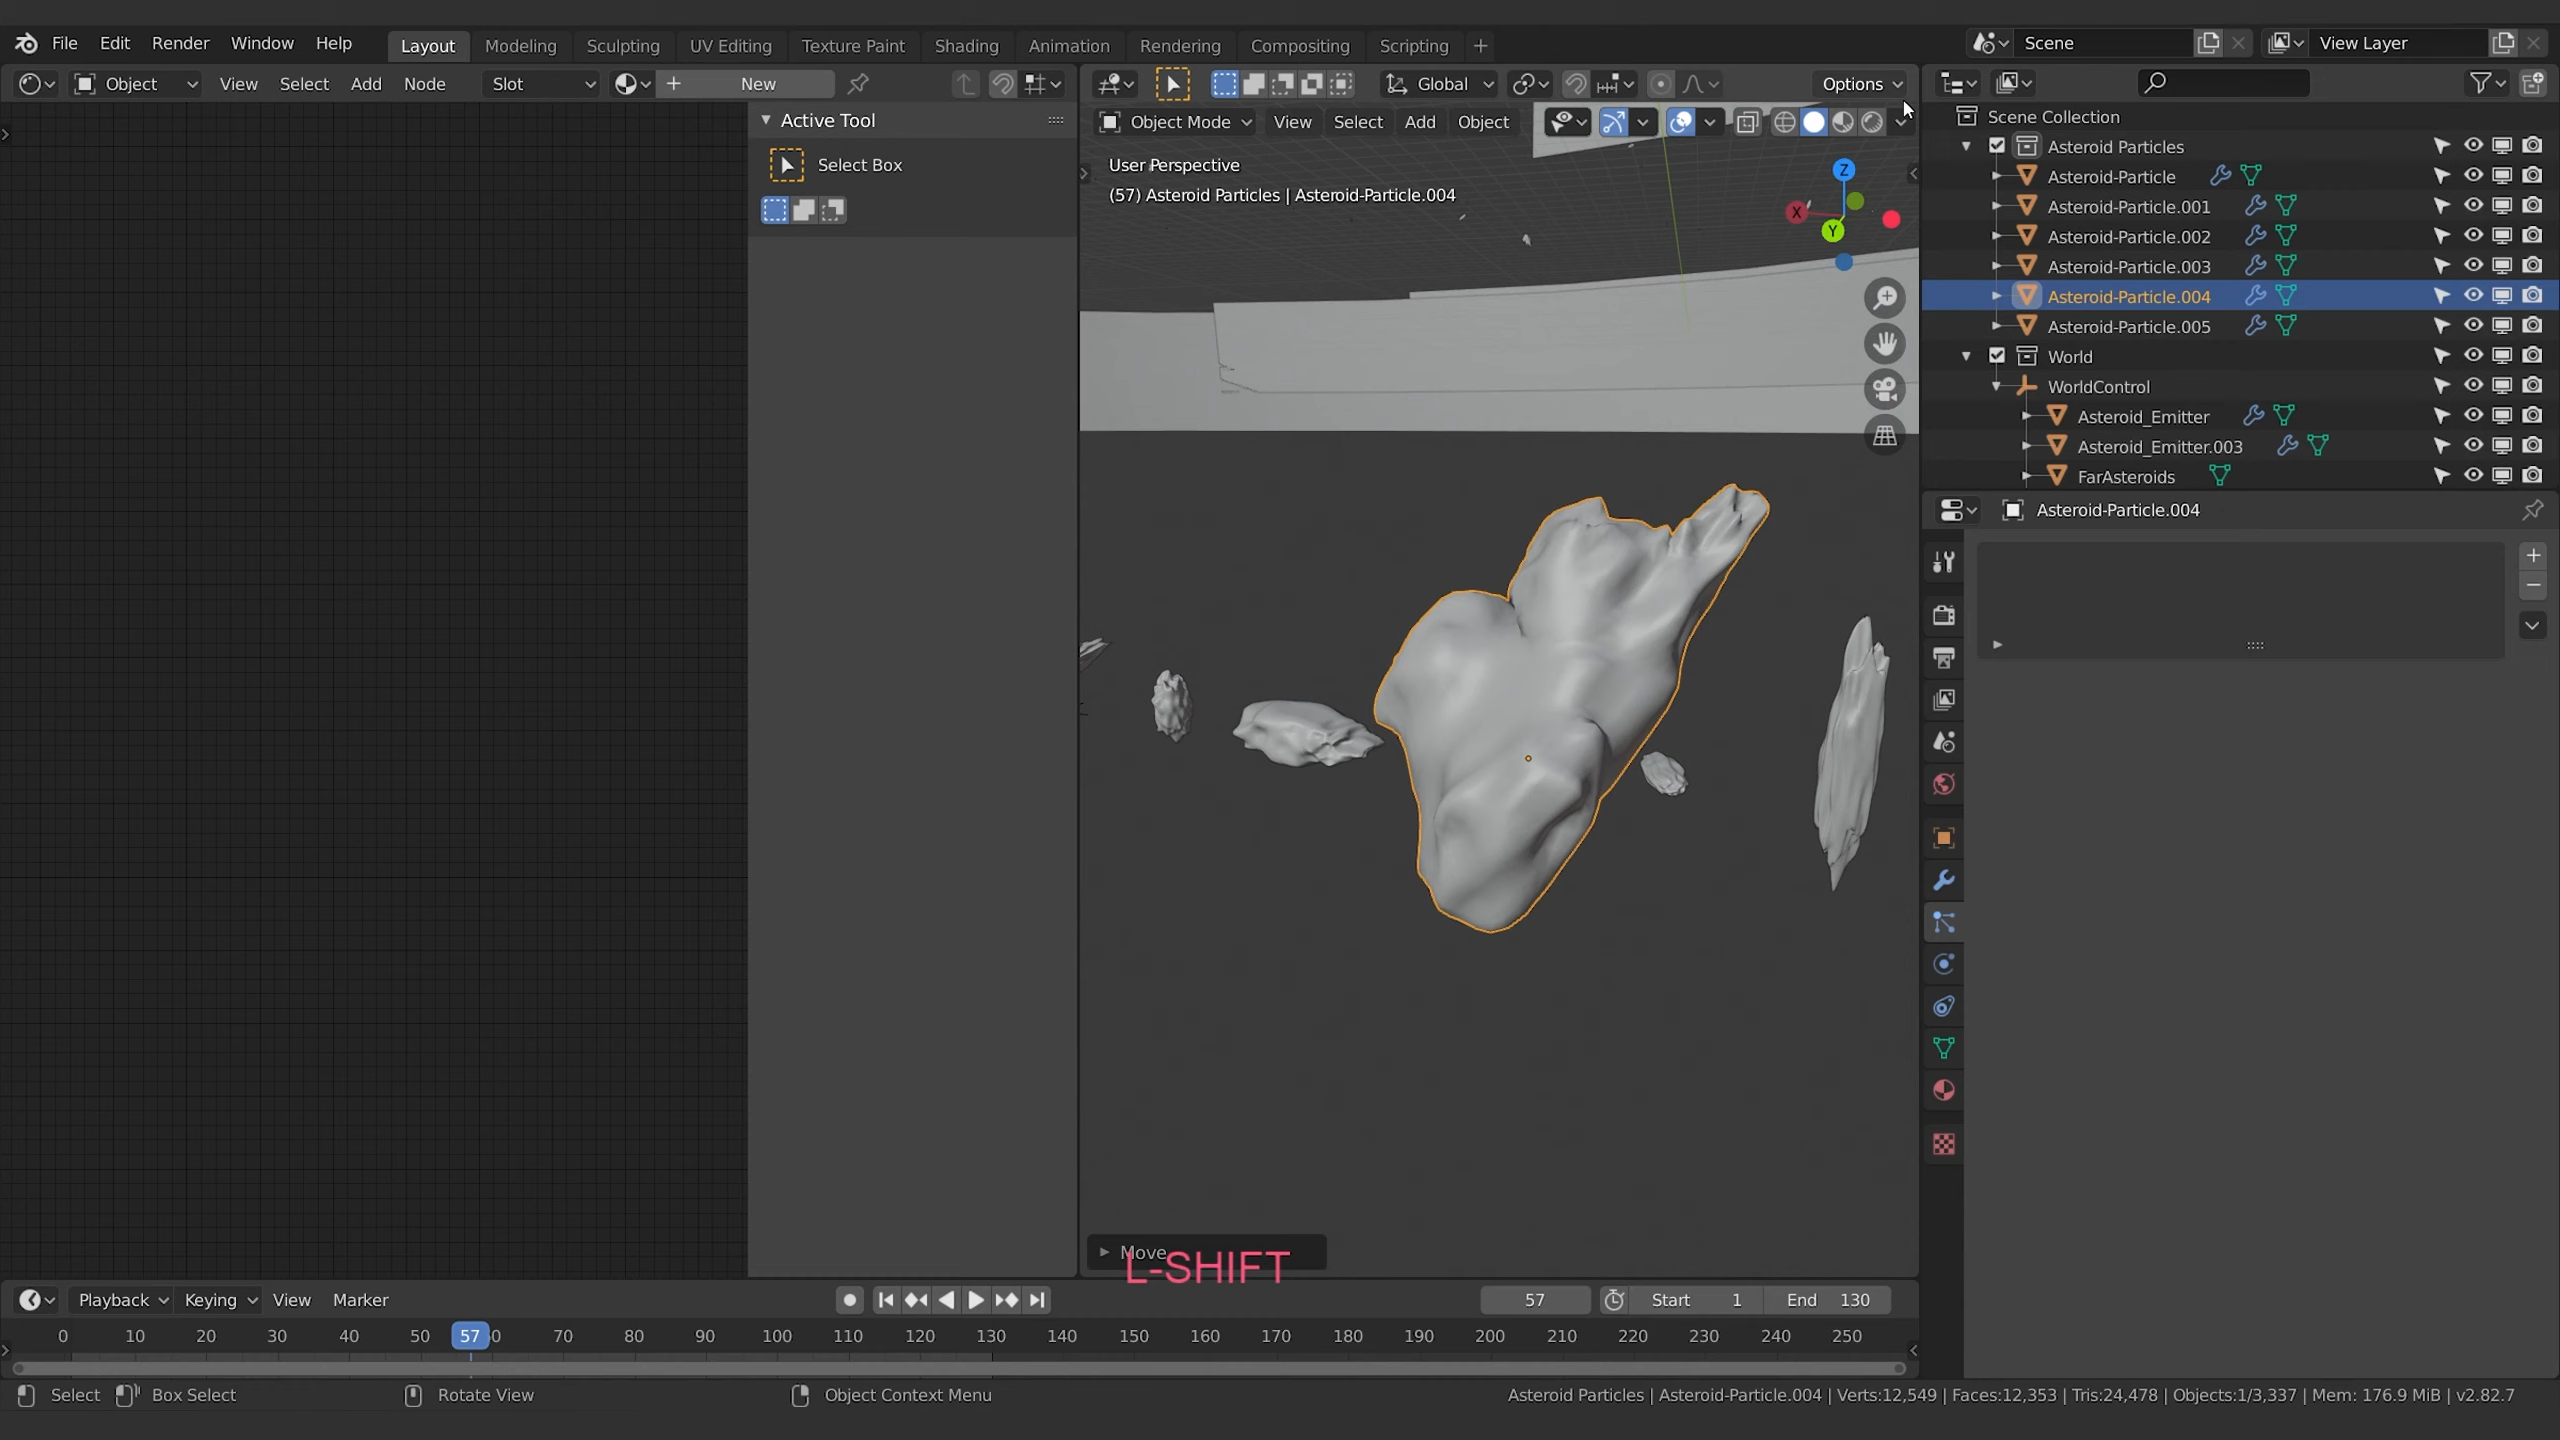 File Edit Render Window Help Layout Modeling Sculpting UV Editing Texture Paint Shading Animation Rendering Compositing Scripting + Scene View Layer
Object View Select Add Node Slot New Global Options
Active Tool
Select Box
Object Mode View Select Add Object
User Perspective
(57) Asteroid Particles | Asteroid-Particle.004
Z
X
Y
Scene Collection
Asteroid Particles
Asteroid-Particle
Asteroid-Particle.001
Asteroid-Particle.002
Asteroid-Particle.003
Asteroid-Particle.004
Asteroid-Particle.005
World
WorldControl
Asteroid_Emitter
Asteroid_Emitter.003
FarAsteroids
Asteroid-Particle.004
Move
L-SHIFT
Playback Keying View Marker 57 Start 1 End 130
0 10 20 30 40 50 57 70 80 90 100 110 120 130 140 150 160 170 180 190 200 210 220 230 240 250
Select Box Select Rotate View Object Context Menu Asteroid Particles | Asteroid-Particle.004 | Verts:12,549 | Faces:12,353 | Tris:24,478 | Objects:1/3,337 | Mem: 176.9 MiB | v2.82.7